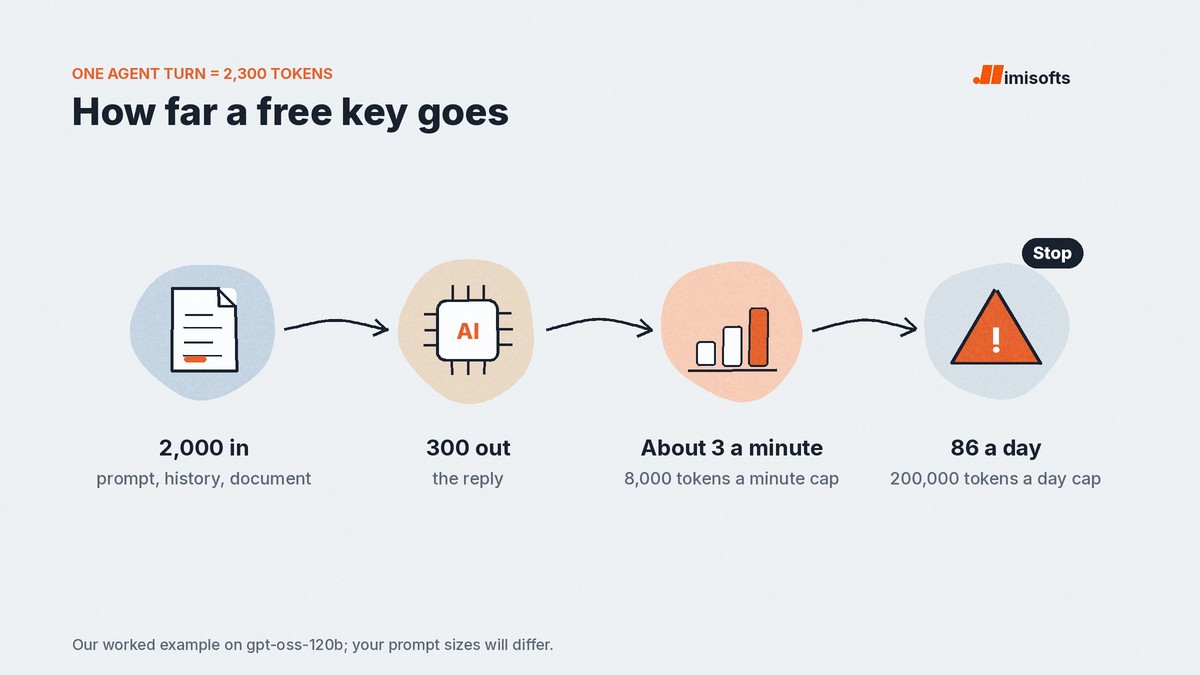 ONE AGENT TURN = 2,300 TOKENS
imisofts
How far a free key goes
Stop
AI
!
2,000 in
300 out
About 3 a minute
86 a day
prompt, history, document
the reply
8,000 tokens a minute cap
200,000 tokens a day cap
Our worked example on gpt-oss-120b; your prompt sizes will differ.